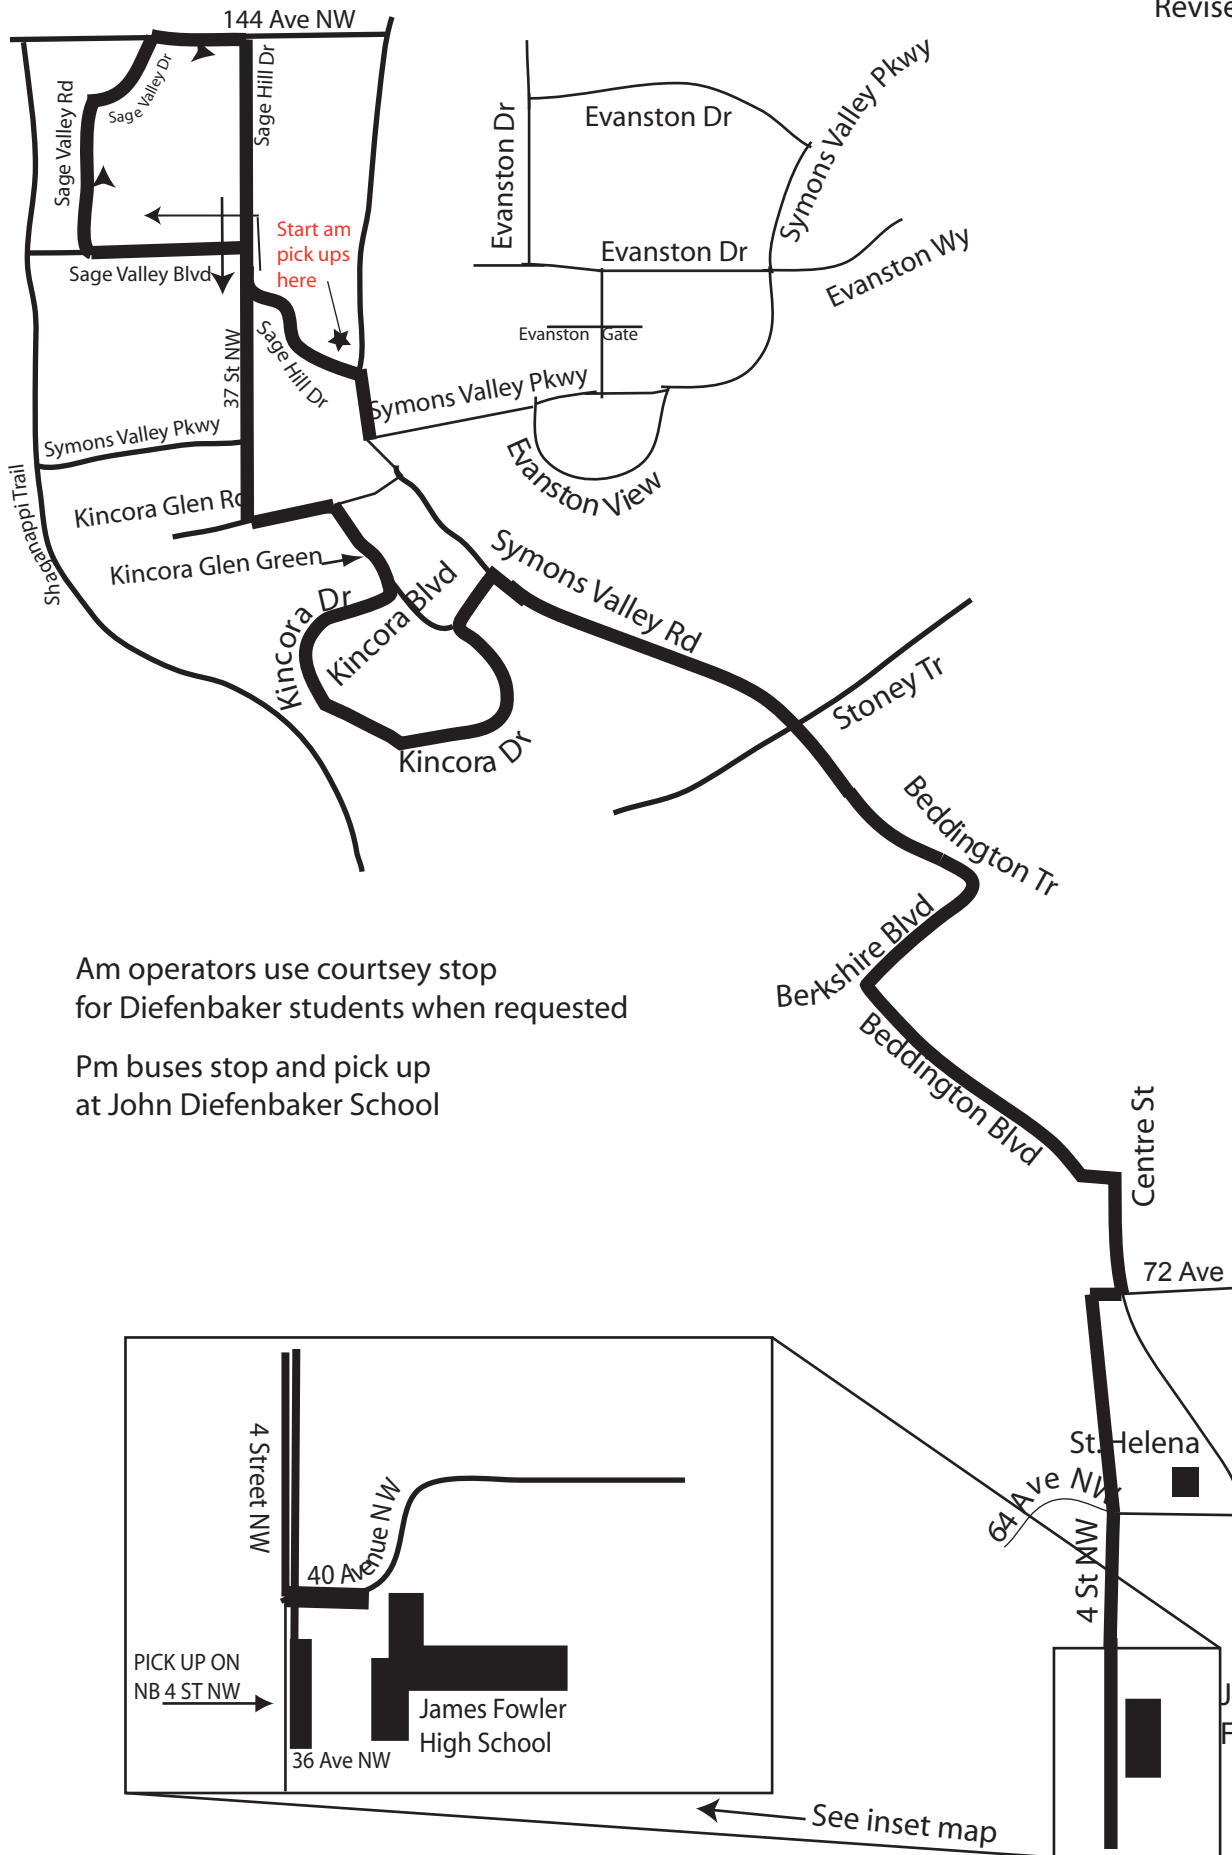 Revise
144 Ave NW
Sage Valley Rd
Sage Valley Dr
Sage Hill Dr
Evanston Dr
Evanston Dr
Symons Valley Pkwy
Start am
pick ups
here
Evanston Dr
Evanston Wy
Sage Valley Blvd
37 St NW
Sage Hill Dr
Evanston Gate
Symons Valley Pkwy
Symons Valley Pkwy
Evanston View
Shaganappi Trail
Kincora Glen Rd
Kincora Glen Green
Symons Valley Rd
Kincora Dr
Kincora Blvd
Kincora Dr
Stoney Tr
Beddington Tr
Berkshire Blvd
Beddington Blvd
Am operators use courtsey stop
for Diefenbaker students when requested
Pm buses stop and pick up
at John Diefenbaker School
Centre St
72 Ave
St. Helena
64 Ave NW
4 St NW
4 Street NW
40 Avenue NW
PICK UP ON
NB 4 ST NW
James Fowler
High School
36 Ave NW
J
F
See inset map